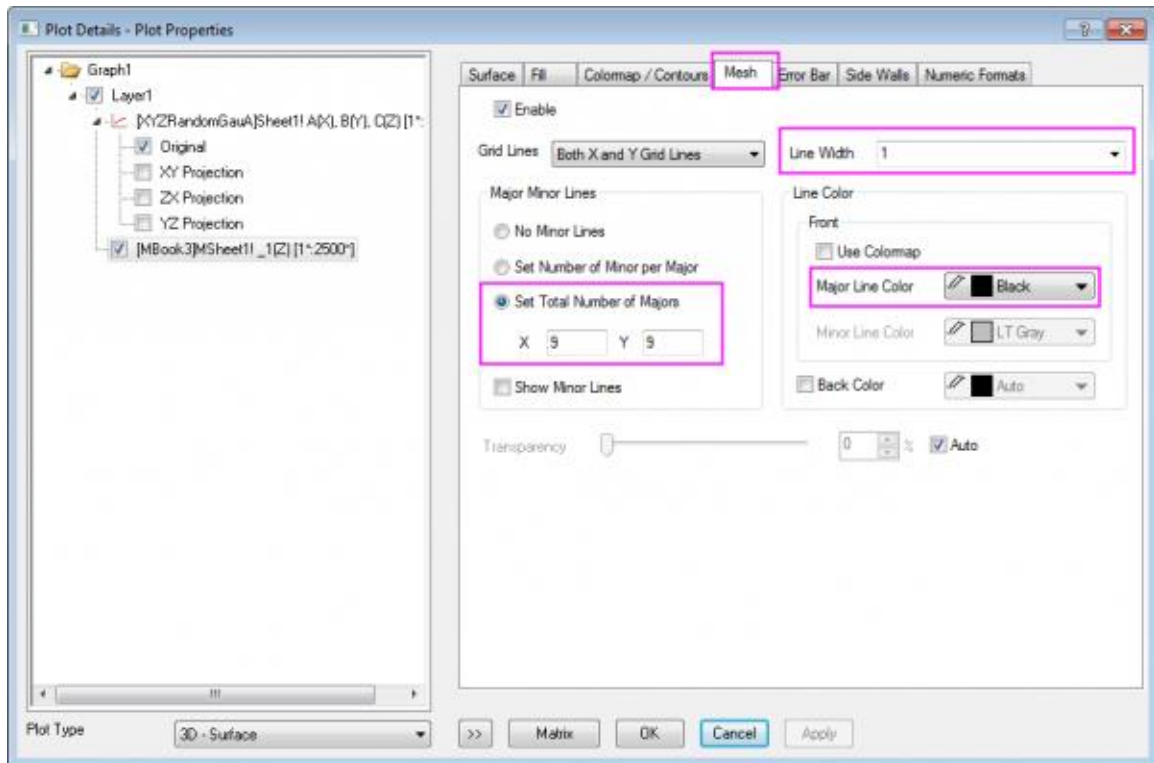 Plot Details - Plot Properties
Graph1
Layer1
[XYZRandomGauA]Sheet1! A(X), B(Y), C(Z) [1*:
Original
XY Projection
ZX Projection
YZ Projection
[MBook3]MSheet1! _1(Z) [1*:2500*]
Plot Type 3D - Surface
Surface Fill Colormap / Contours Mesh Error Bar Side Walls Numeric Formats
Enable
Grid Lines Both X and Y Grid Lines Line Width 1
Major Minor Lines
No Minor Lines
Set Number of Minor per Major
Set Total Number of Majors
X 9 Y 9
Show Minor Lines
Line Color
Front
Use Colormap
Major Line Color Black
Minor Line Color LT Gray
Back Color Auto
Transparency 0 % Auto
>> Matrix OK Cancel Apply